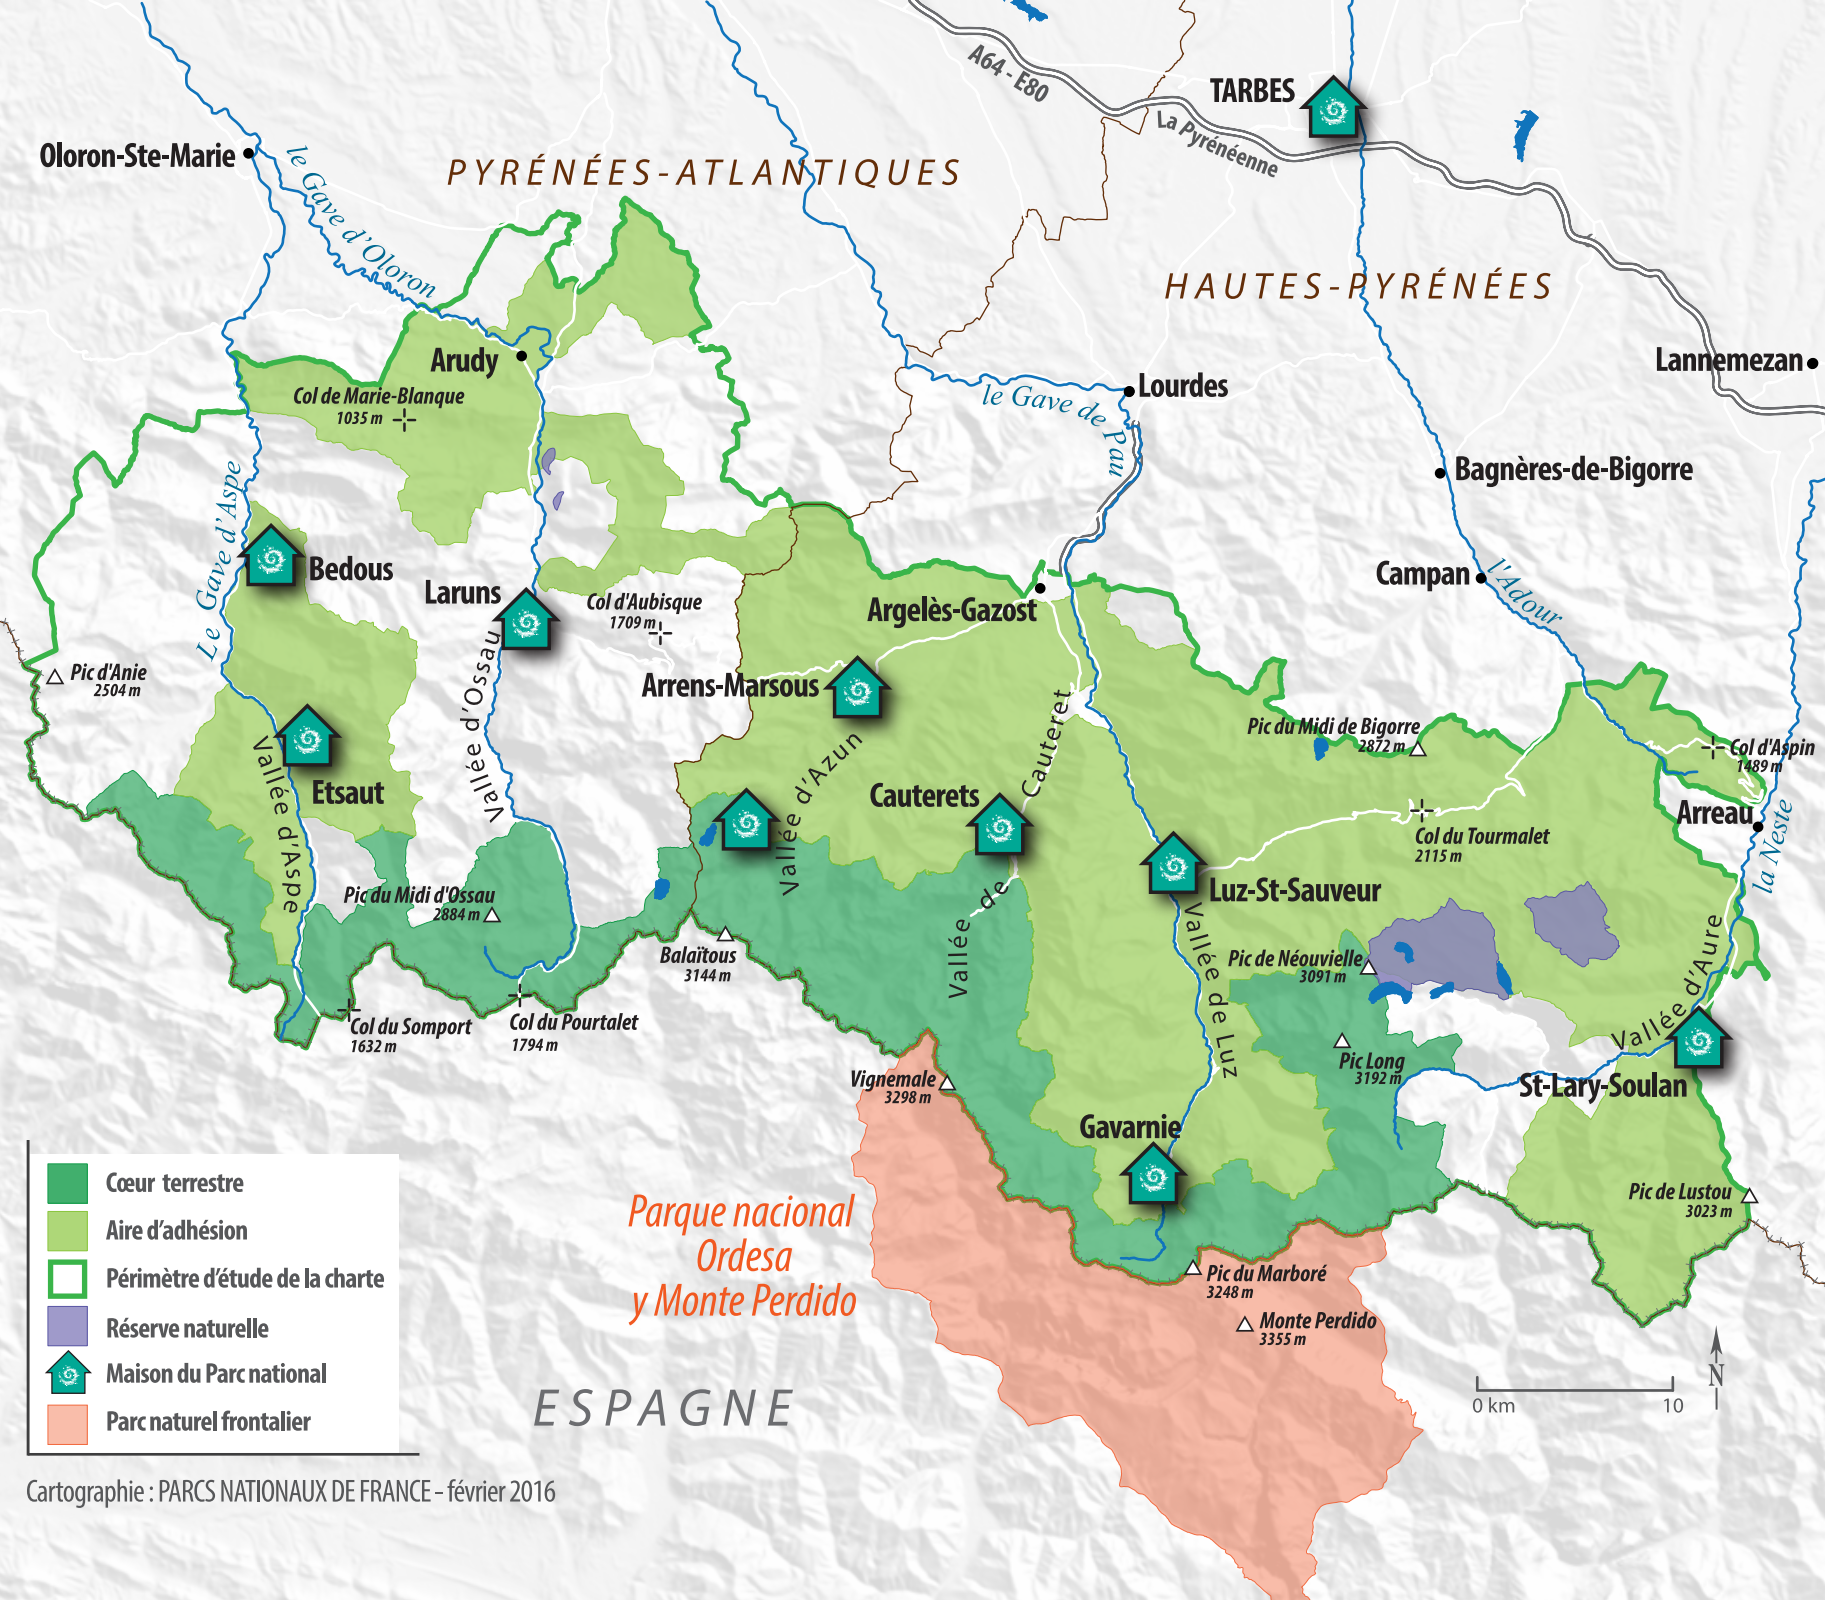 A64 - E80
TARBES
La Pyrénéenne
Oloron-Ste-Marie
le Gave d'Oloron
PYRÉNÉES-ATLANTIQUES
HAUTES-PYRÉNÉES
Arudy
Lannemezan
Col de Marie-Blanque
1035 m
le Gave de Pau
Lourdes
Bagnères-de-Bigorre
Le Gave d'Aspe
Bedous
Laruns
Col d'Aubisque
1709 m
Argelès-Gazost
Campan
l'Adour
Pic d'Anie
2504 m
Vallée d'Ossau
Arrens-Marsous
Pic du Midi de Bigorre
2872 m
Col d'Aspin
1489 m
Etsaut
Vallée d'Aspe
Vallée d'Azun
Cauterets
Vallée de Cauteret
Col du Tourmalet
2115 m
Arreau
la Neste
Luz-St-Sauveur
Pic du Midi d'Ossau
2884 m
Balaïtous
3144 m
Vallée de Luz
Pic de Néouvielle
3091 m
Vallée d'Aure
Col du Somport
1632 m
Col du Pourtalet
1794 m
Pic Long
3192 m
Vignemale
3298 m
St-Lary-Soulan
Gavarnie
Pic de Lustou
3023 m
Parque nacional
Ordesa
y Monte Perdido
Pic du Marboré
3248 m
Monte Perdido
3355 m
ESPAGNE
N
0 km 10
Cœur terrestre
Aire d'adhésion
Périmètre d'étude de la charte
Réserve naturelle
Maison du Parc national
Parc naturel frontalier
Cartographie : PARCS NATIONAUX DE FRANCE - février 2016